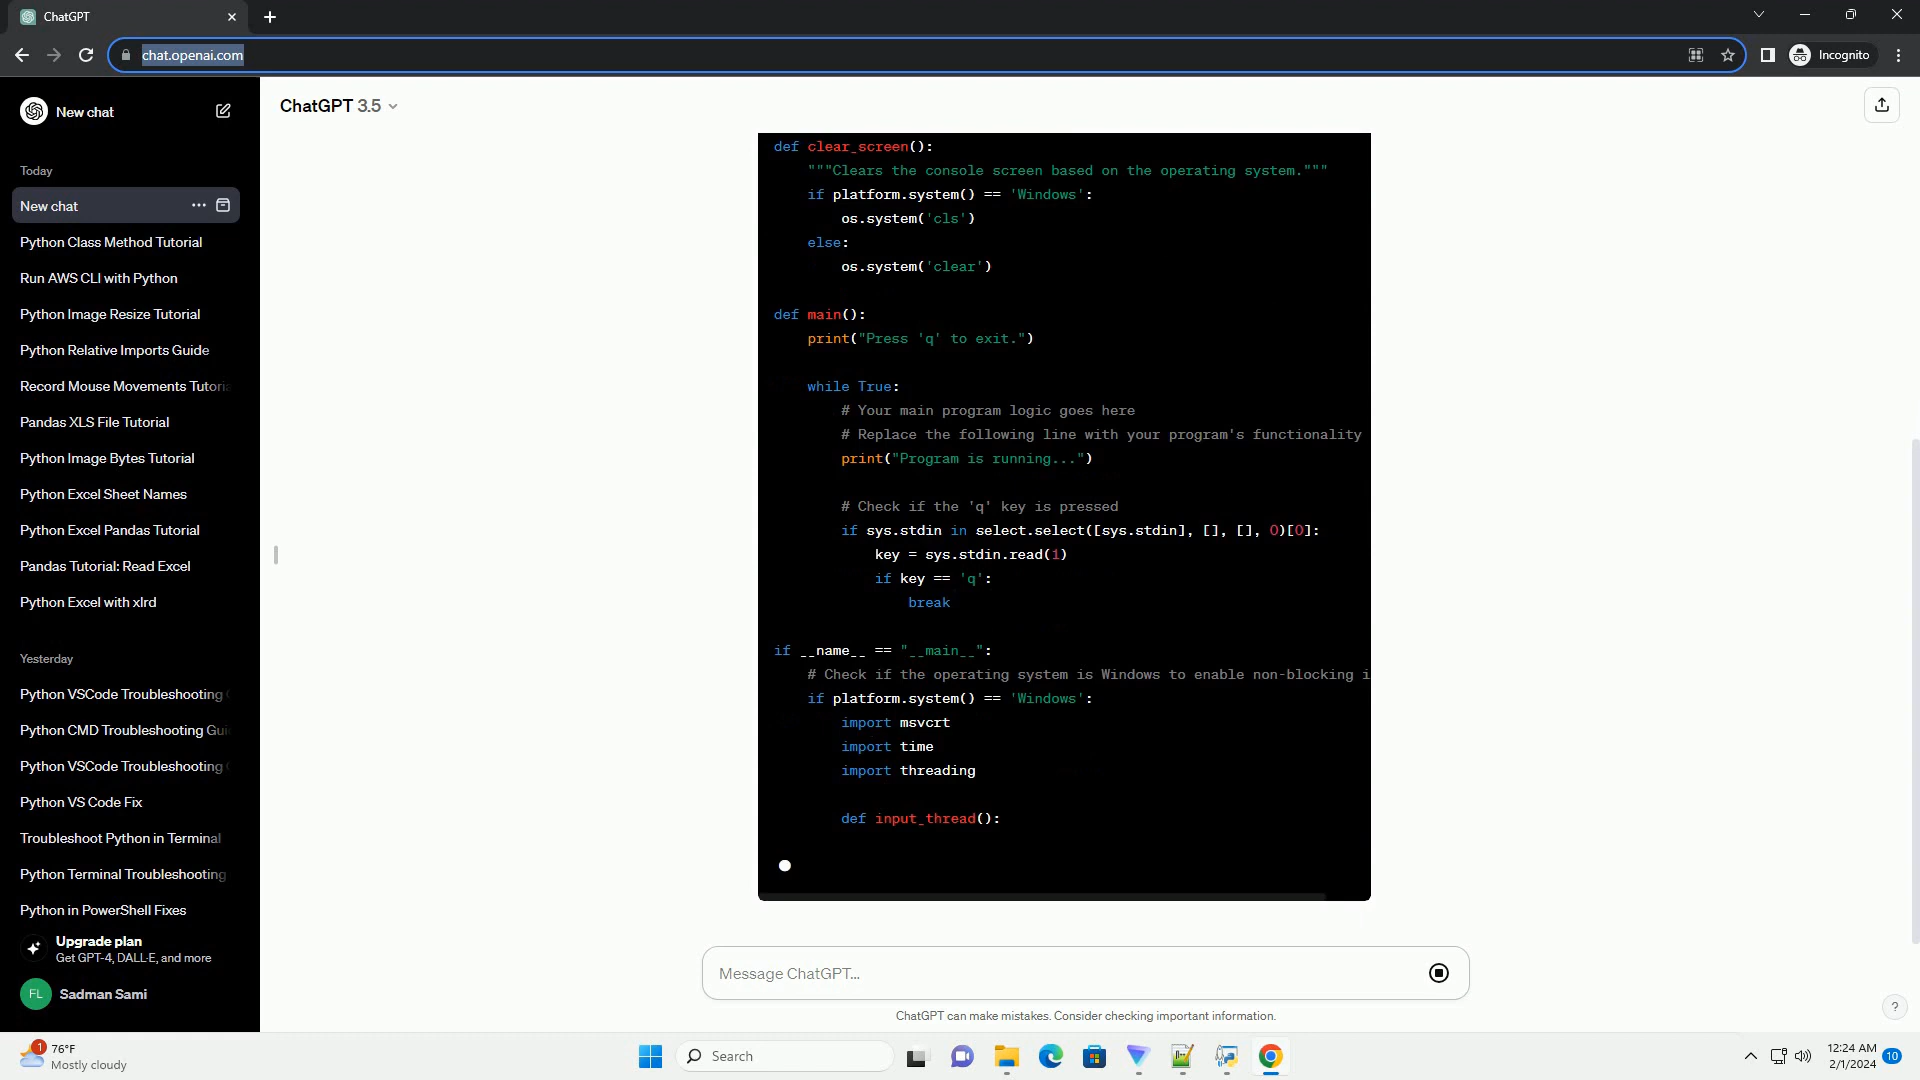 ChatGPT
chat.openai.com
Incognito
New chat
ChatGPT 3.5
Today
New chat
Python Class Method Tutorial
Run AWS CLI with Python
Python Image Resize Tutorial
Python Relative Imports Guide
Record Mouse Movements Tutoria
Pandas XLS File Tutorial
Python Image Bytes Tutorial
Python Excel Sheet Names
Python Excel Pandas Tutorial
Pandas Tutorial: Read Excel
Python Excel with xlrd
Yesterday
Python VSCode Troubleshooting
Python CMD Troubleshooting Gui
Python VSCode Troubleshooting
Python VS Code Fix
Troubleshoot Python in Terminal
Python Terminal Troubleshooting
Python in PowerShell Fixes
Upgrade plan
Get GPT-4, DALL·E, and more
FL Sadman Sami
def clear_screen():
"""Clears the console screen based on the operating system."""
if platform.system() == 'Windows':
os.system('cls')
else:
os.system('clear')
def main():
print("Press 'q' to exit.")
while True:
# Your main program logic goes here
# Replace the following line with your program's functionality
print("Program is running...")
# Check if the 'q' key is pressed
if sys.stdin in select.select([sys.stdin], [], [], 0)[0]:
key = sys.stdin.read(1)
if key == 'q':
break
if __name__ == "__main__":
# Check if the operating system is Windows to enable non-blocking i
if platform.system() == 'Windows':
import msvcrt
import time
import threading
def input_thread():
Message ChatGPT...
ChatGPT can make mistakes. Consider checking important information.
?
1
76°F
Mostly cloudy
Search
12:24 AM
2/1/2024
10